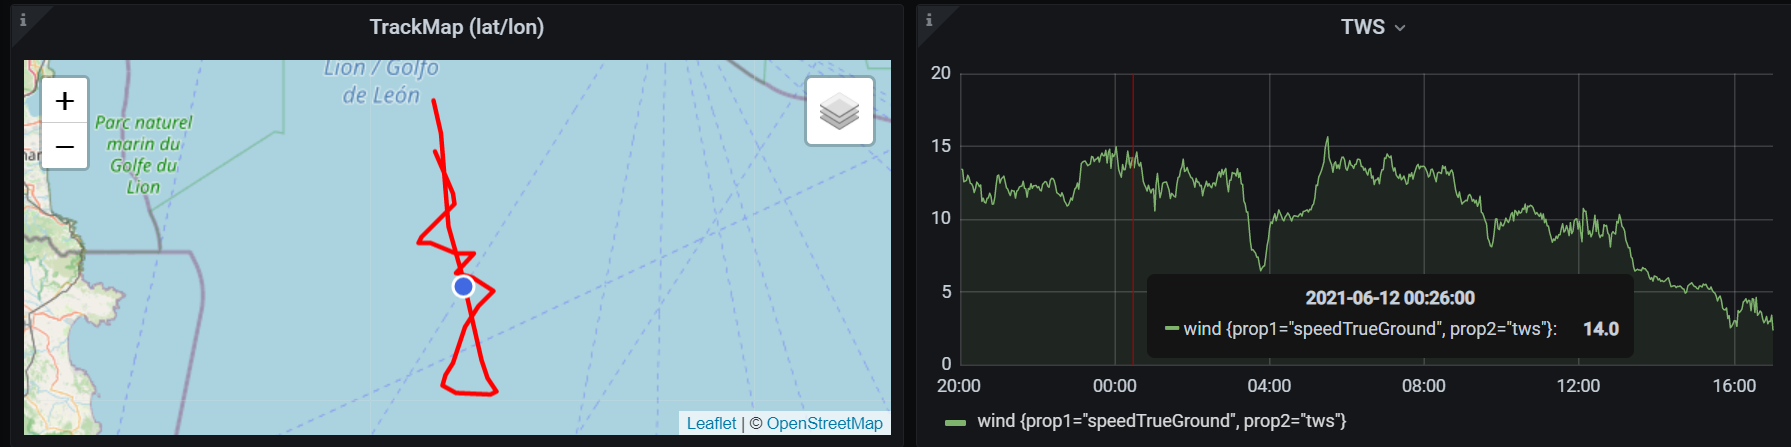 i
TrackMap (lat/lon)
Lion / Golfo
de León
+
−
Parc naturel
marin du
Golfe du
Lion
Leaflet | © OpenStreetMap
i
TWS
20
15
10
5
0
20:00 00:00 04:00 08:00 12:00 16:00
2021-06-12 00:26:00
wind {prop1="speedTrueGround", prop2="tws"}: 14.0
wind {prop1="speedTrueGround", prop2="tws"}